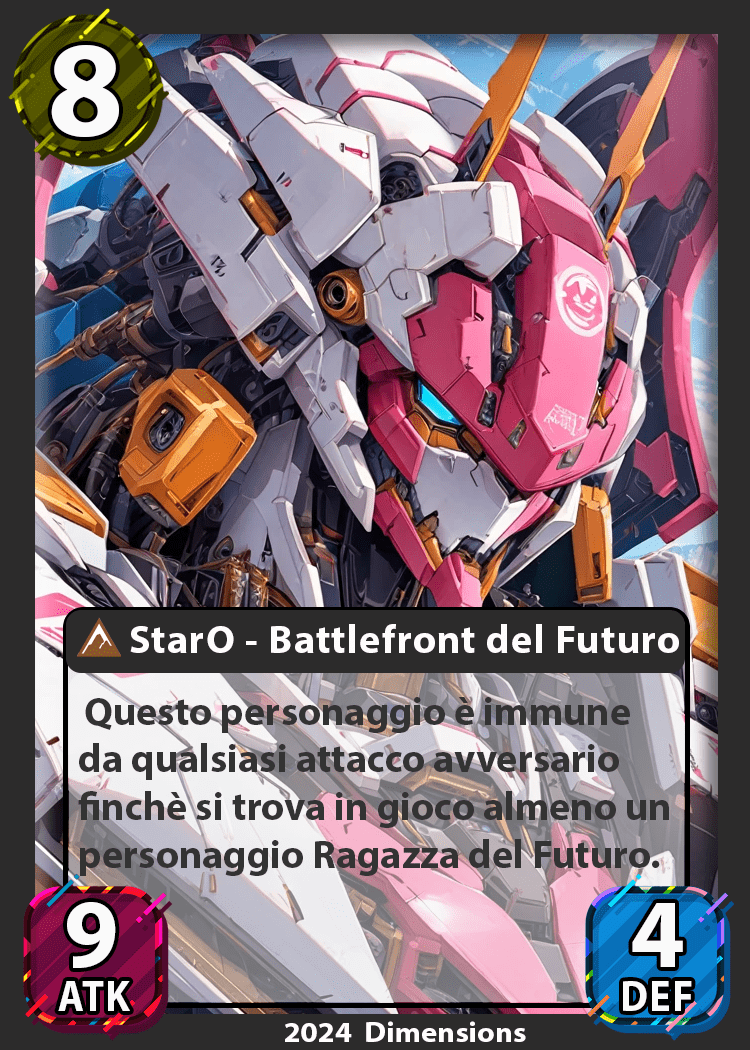 8
StarO - Battlefront del Futuro
Questo personaggio è immune
da qualsiasi attacco avversario
finchè si trova in gioco almeno un
personaggio Ragazza del Futuro.
9
ATK
4
DEF
2024 Dimensions